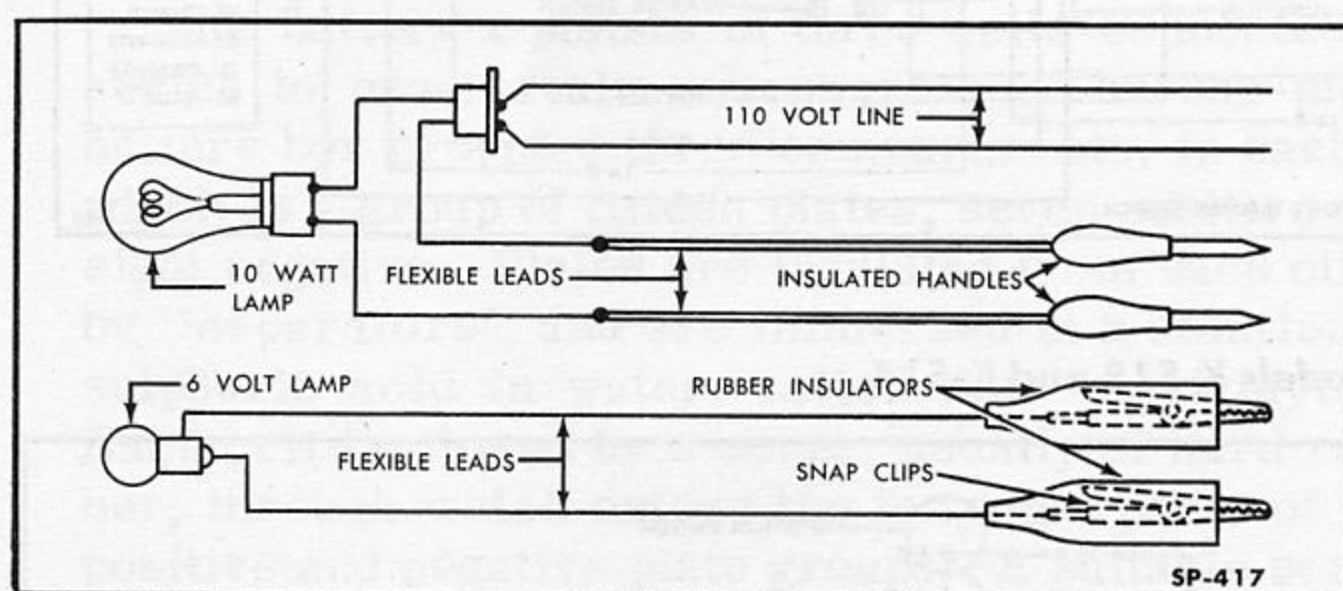 110 VOLT LINE
10 WATT
LAMP
FLEXIBLE LEADS
INSULATED HANDLES
6 VOLT LAMP
RUBBER INSULATORS
FLEXIBLE LEADS
SNAP CLIPS
SP-417